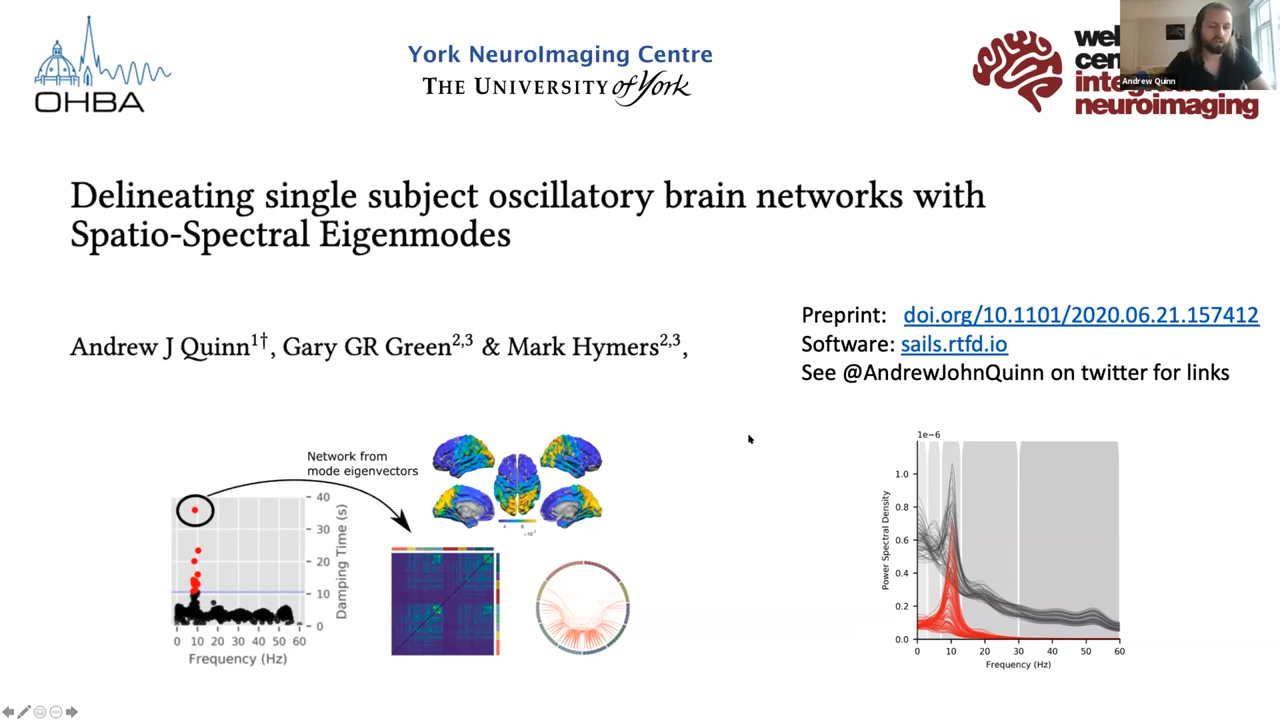 OHBA
York NeuroImaging Centre
THE UNIVERSITY of York
wel
cen
inte
neuroimaging
Andrew Quinn
Delineating single subject oscillatory brain networks with
Spatio-Spectral Eigenmodes
Andrew J Quinn1†, Gary GR Green2,3 & Mark Hymers2,3,
Preprint: doi.org/10.1101/2020.06.21.157412
Software: sails.rtfd.io
See @AndrewJohnQuinn on twitter for links
Network from
mode eigenvectors
40
30
20
10
0
Damping Time (s)
0 10 20 30 40 50 60
Frequency (Hz)
1e−6
1.0
0.8
0.6
0.4
0.2
0.0
Power Spectral Density
0 10 20 30 40 50 60
Frequency (Hz)